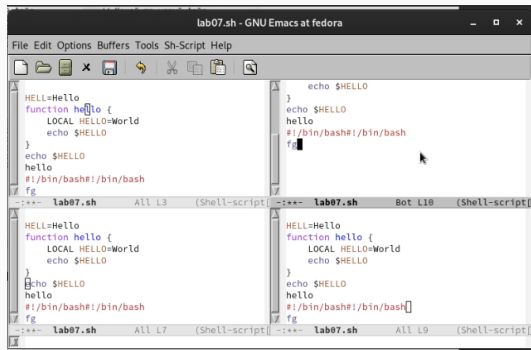 lab07.sh - GNU Emacs at fedora
File Edit Options Buffers Tools Sh-Script Help
HELL=Hello
function hello {
LOCAL HELLO=World
echo $HELLO
}
echo $HELLO
hello
#!/bin/bash#!/bin/bash
fg
-:**- lab07.sh All L3 (Shell-script[
echo $HELLO
}
echo $HELLO
hello
#!/bin/bash#!/bin/bash
fg
-:**- lab07.sh Bot L10 (Shell-script[
HELL=Hello
function hello {
LOCAL HELLO=World
echo $HELLO
}
echo $HELLO
hello
#!/bin/bash#!/bin/bash
fg
-:**- lab07.sh All L7 (Shell-script[
HELL=Hello
function hello {
LOCAL HELLO=World
echo $HELLO
}
echo $HELLO
hello
#!/bin/bash#!/bin/bash
fg
-:**- lab07.sh All L9 (Shell-script[